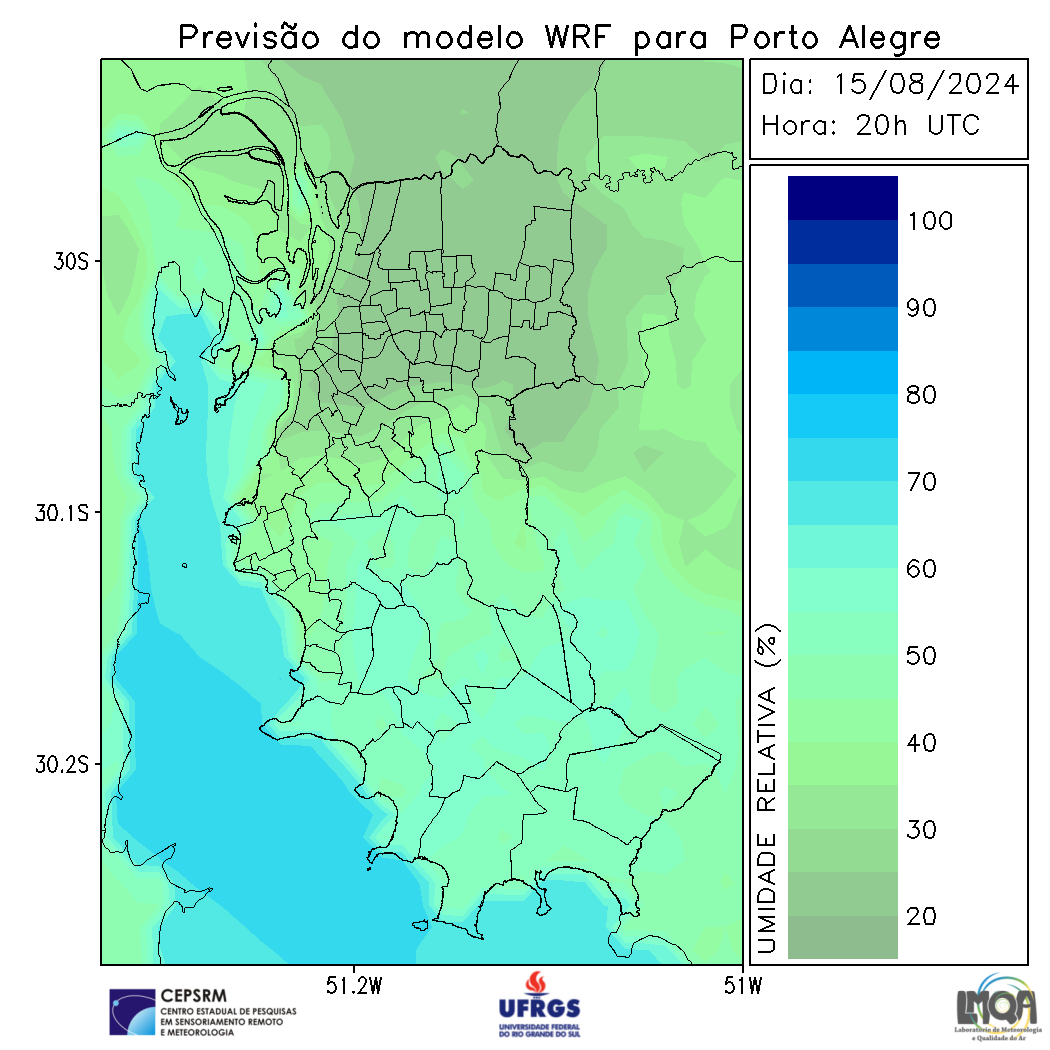 Previsão do modelo WRF para Porto Alegre
Dia: 15/08/2024
Hora: 20h UTC
100
90
80
70
60
50
40
30
20
UMIDADE RELATIVA (%)
30S
30.1S
30.2S
51.2W
51W
CEPSRM
CENTRO ESTADUAL DE PESQUISAS
EM SENSORIAMENTO REMOTO
E METEOROLOGIA
UFRGS
UNIVERSIDADE FEDERAL
DO RIO GRANDE DO SUL
LMQA
Laboratório de Meteorologia
e Qualidade do Ar